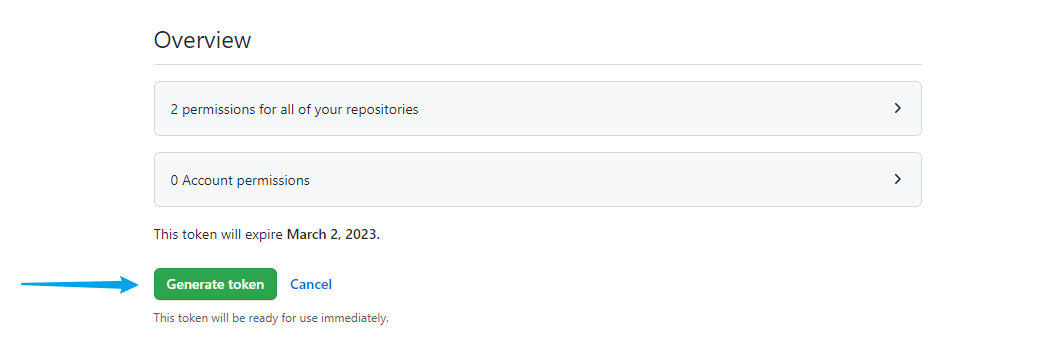 Overview
2 permissions for all of your repositories
0 Account permissions
This token will expire March 2, 2023.
Generate token Cancel
This token will be ready for use immediately.